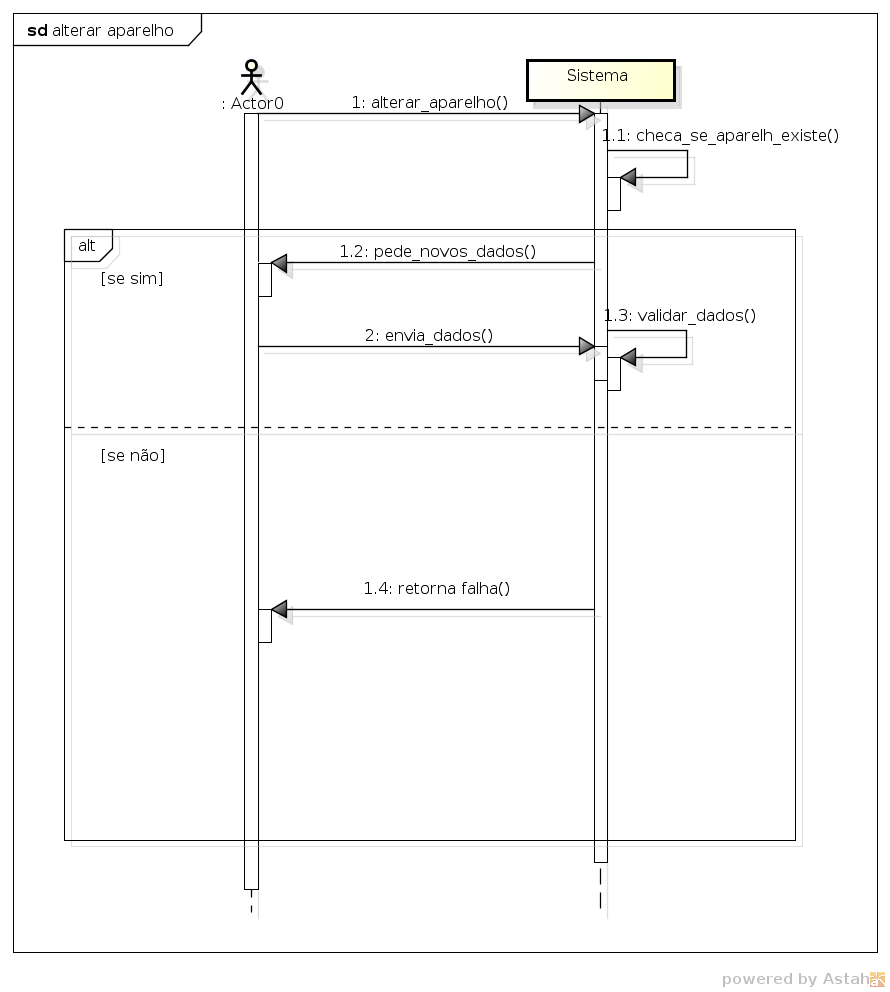 sd alterar aparelho
: Actor0
Sistema
1: alterar_aparelho()
1.1: checa_se_aparelh_existe()
alt
[se sim]
1.2: pede_novos_dados()
1.3: validar_dados()
2: envia_dados()
[se não]
1.4: retorna falha()
powered by Astah